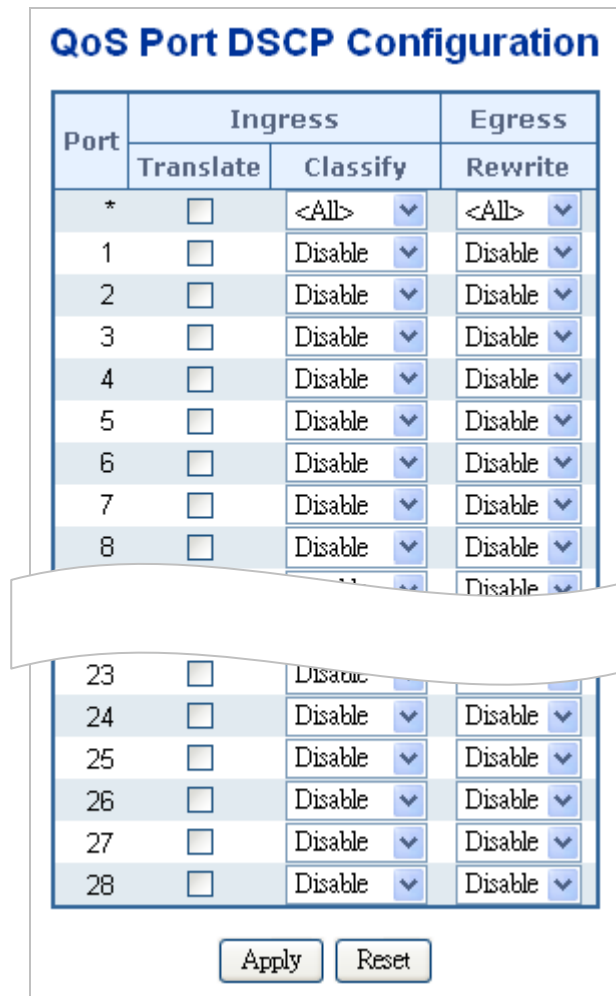 QoS Port DSCP Configuration
Port Ingress Egress
Translate Classify Rewrite
* <All> <All>
1 Disable Disable
2 Disable Disable
3 Disable Disable
4 Disable Disable
5 Disable Disable
6 Disable Disable
7 Disable Disable
8 Disable Disable
Disable
23 Disable
24 Disable Disable
25 Disable Disable
26 Disable Disable
27 Disable Disable
28 Disable Disable
Apply Reset